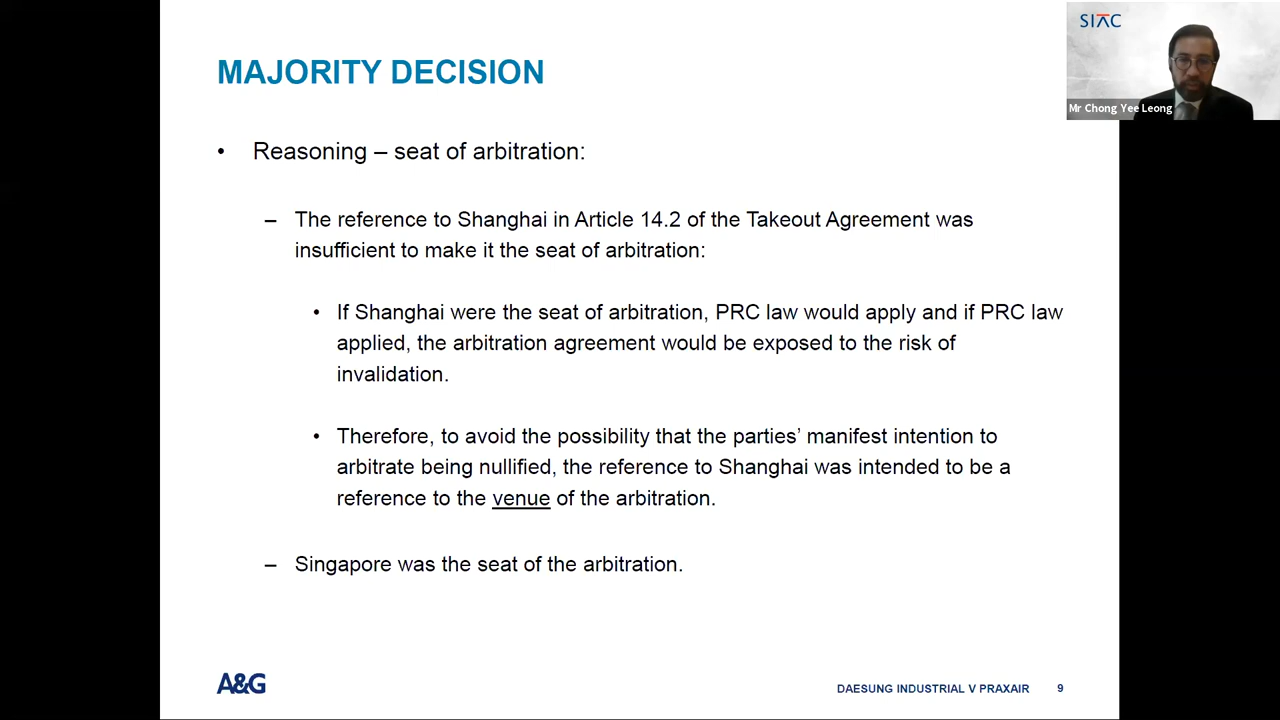 SIAC
Mr Chong Yee Leong
MAJORITY DECISION
• Reasoning – seat of arbitration:
– The reference to Shanghai in Article 14.2 of the Takeout Agreement was
insufficient to make it the seat of arbitration:
• If Shanghai were the seat of arbitration, PRC law would apply and if PRC law
applied, the arbitration agreement would be exposed to the risk of
invalidation.
• Therefore, to avoid the possibility that the parties’ manifest intention to
arbitrate being nullified, the reference to Shanghai was intended to be a
reference to the venue of the arbitration.
– Singapore was the seat of the arbitration.
A&G
DAESUNG INDUSTRIAL V PRAXAIR 9